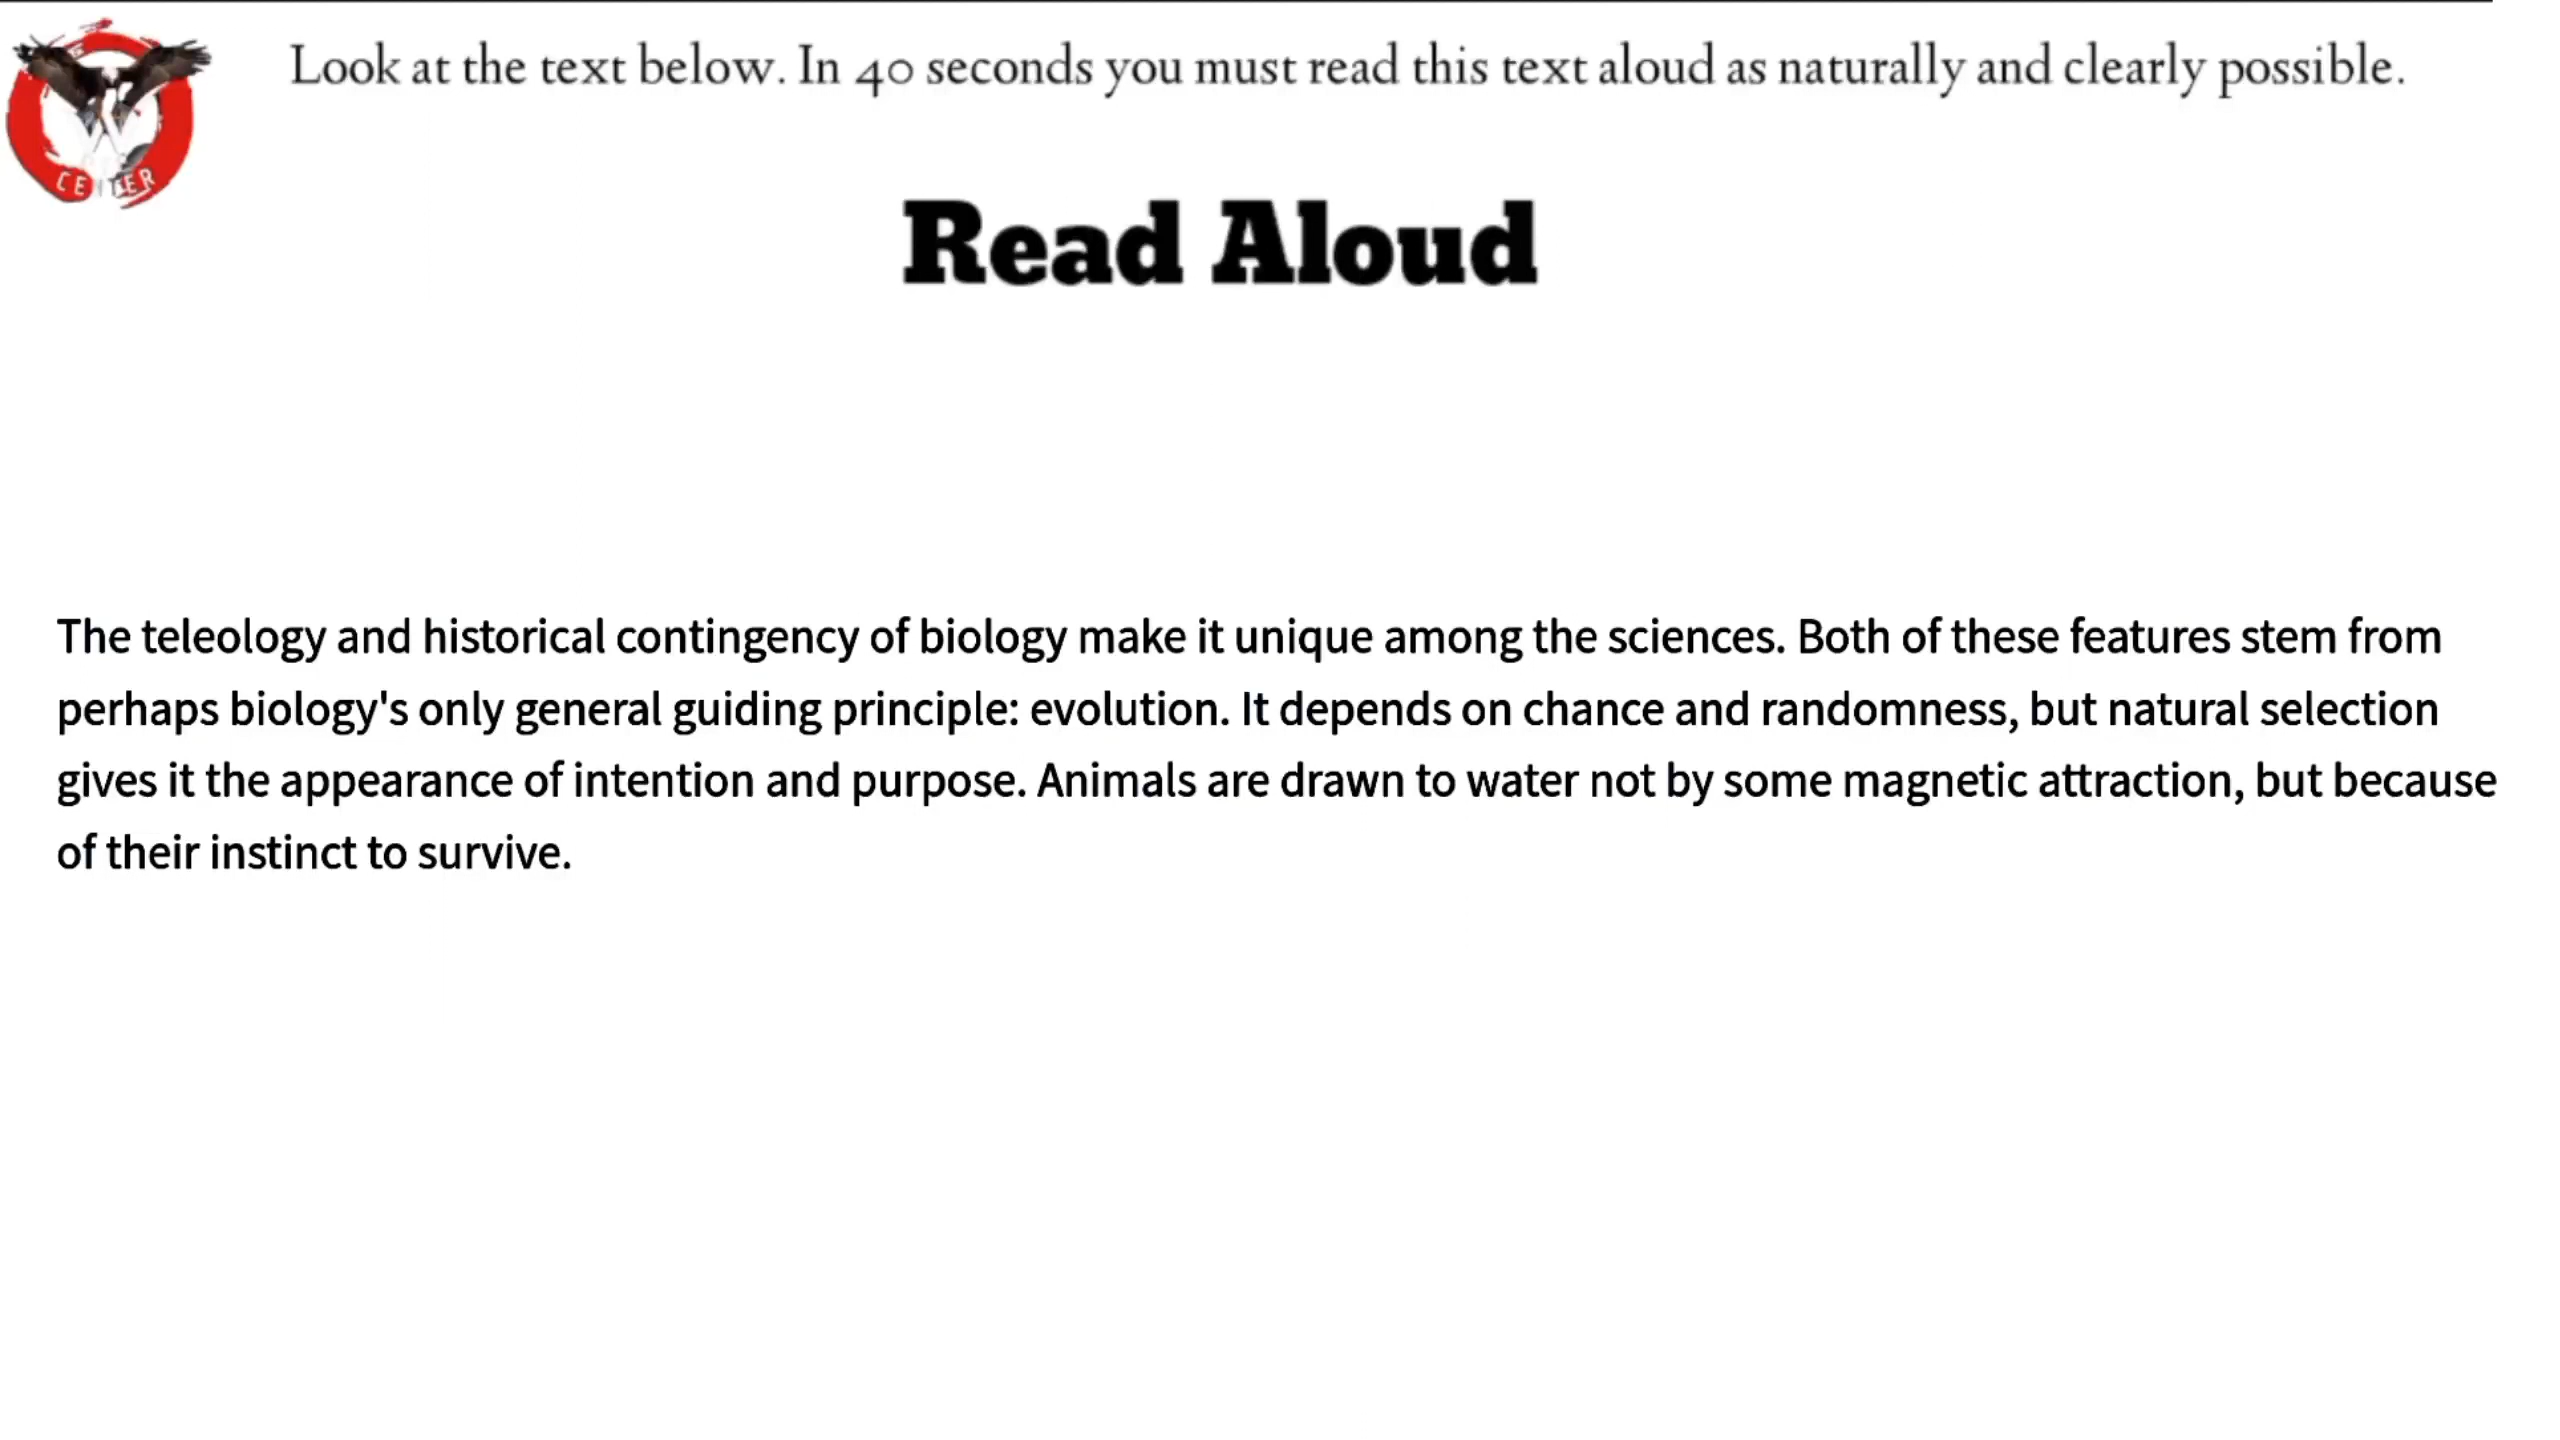 Look at the text below. In 40 seconds you must read this text aloud as naturally and clearly possible.
CENTER
Read Aloud
The teleology and historical contingency of biology make it unique among the sciences. Both of these features stem from
perhaps biology's only general guiding principle: evolution. It depends on chance and randomness, but natural selection
gives it the appearance of intention and purpose. Animals are drawn to water not by some magnetic attraction, but because
of their instinct to survive.